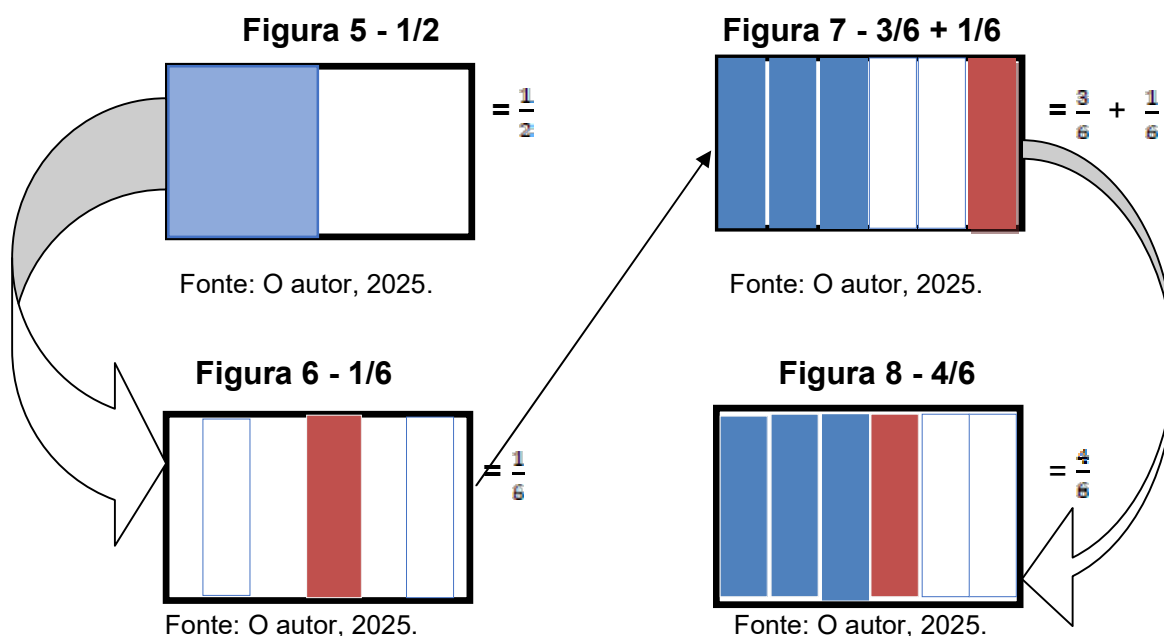 Figura 5 - 1/2
= 1/2
Fonte: O autor, 2025.
Figura 6 - 1/6
= 1/6
Fonte: O autor, 2025.
Figura 7 - 3/6 + 1/6
= 3/6 + 1/6
Fonte: O autor, 2025.
Figura 8 - 4/6
= 4/6
Fonte: O autor, 2025.